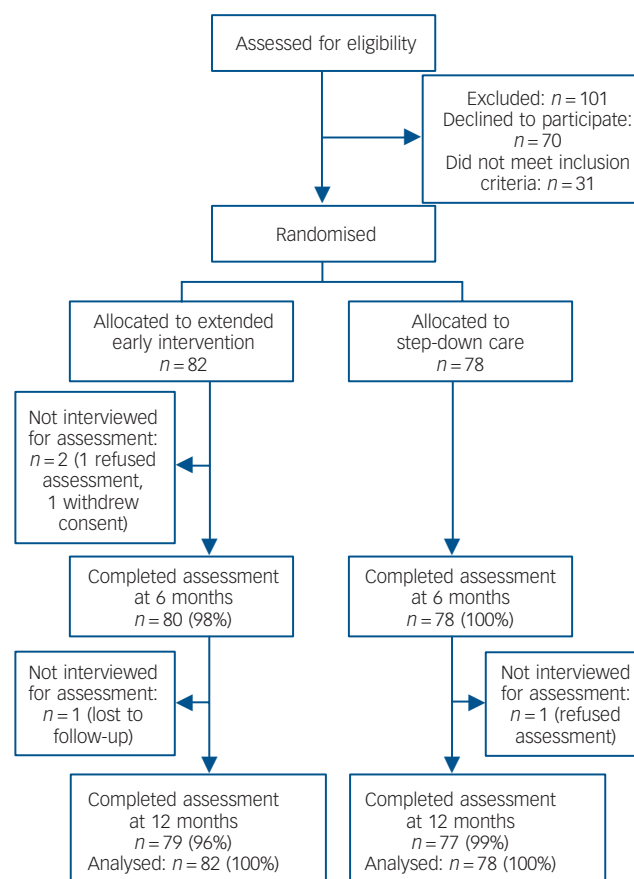 Assessed for eligibility
Excluded: n = 101
Declined to participate:
n = 70
Did not meet inclusion
criteria: n = 31
Randomised
Allocated to extended
early intervention
n = 82
Allocated to
step-down care
n = 78
Not interviewed
for assessment:
n = 2 (1 refused
assessment,
1 withdrew
consent)
Completed assessment
at 6 months
n = 80 (98%)
Completed assessment
at 6 months
n = 78 (100%)
Not interviewed
for assessment:
n = 1 (lost to
follow-up)
Not interviewed
for assessment:
n = 1 (refused
assessment)
Completed assessment
at 12 months
n = 79 (96%)
Analysed: n = 82 (100%)
Completed assessment
at 12 months
n = 77 (99%)
Analysed: n = 78 (100%)